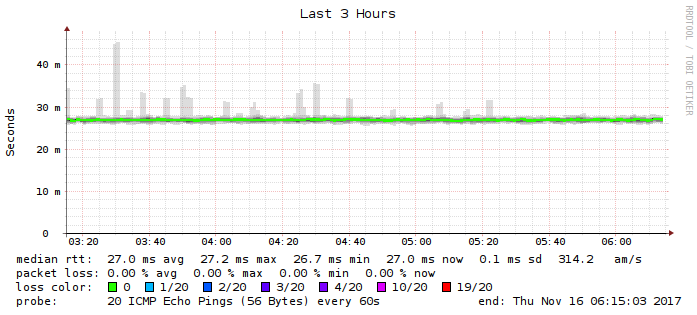 Last 3 Hours
RRDTOOL / TOBI OETIKER
Seconds
40 m
30 m
20 m
10 m
0
03:20 03:40 04:00 04:20 04:40 05:00 05:20 05:40 06:00
median rtt: 27.0 ms avg 27.2 ms max 26.7 ms min 27.0 ms now 0.1 ms sd 314.2 am/s
packet loss: 0.00 % avg 0.00 % max 0.00 % min 0.00 % now
loss color: 0 1/20 2/20 3/20 4/20 10/20 19/20
probe: 20 ICMP Echo Pings (56 Bytes) every 60s end: Thu Nov 16 06:15:03 2017